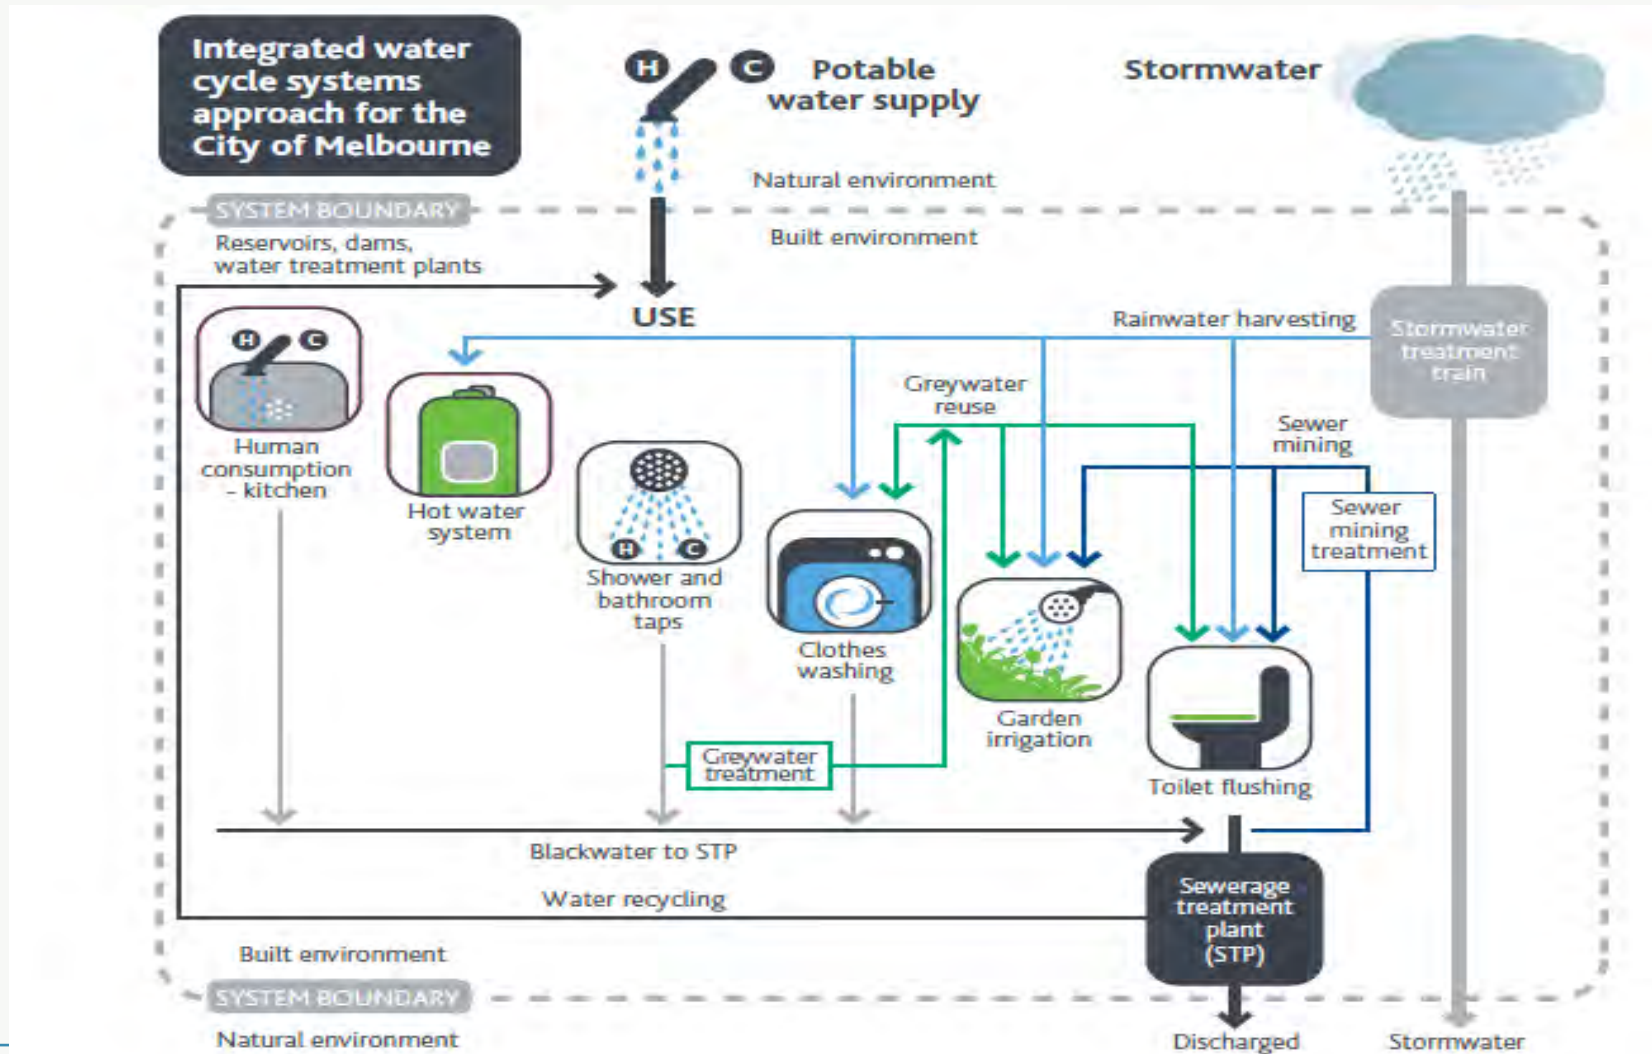 Integrated water
cycle systems
approach for the
City of Melbourne
H
C
Potable
water supply
Stormwater
Natural environment
SYSTEM BOUNDARY
Built environment
Reservoirs, dams,
water treatment plants
USE
Rainwater harvesting
Stormwater
treatment
train
H
C
Human
consumption
- kitchen
Hot water
system
H
C
Shower and
bathroom
taps
Greywater
reuse
Sewer
mining
Sewer
mining
treatment
Clothes
washing
Garden
irrigation
Toilet flushing
Greywater
treatment
Blackwater to STP
Water recycling
Sewerage
treatment
plant
(STP)
Built environment
SYSTEM BOUNDARY
Natural environment
Discharged
Stormwater